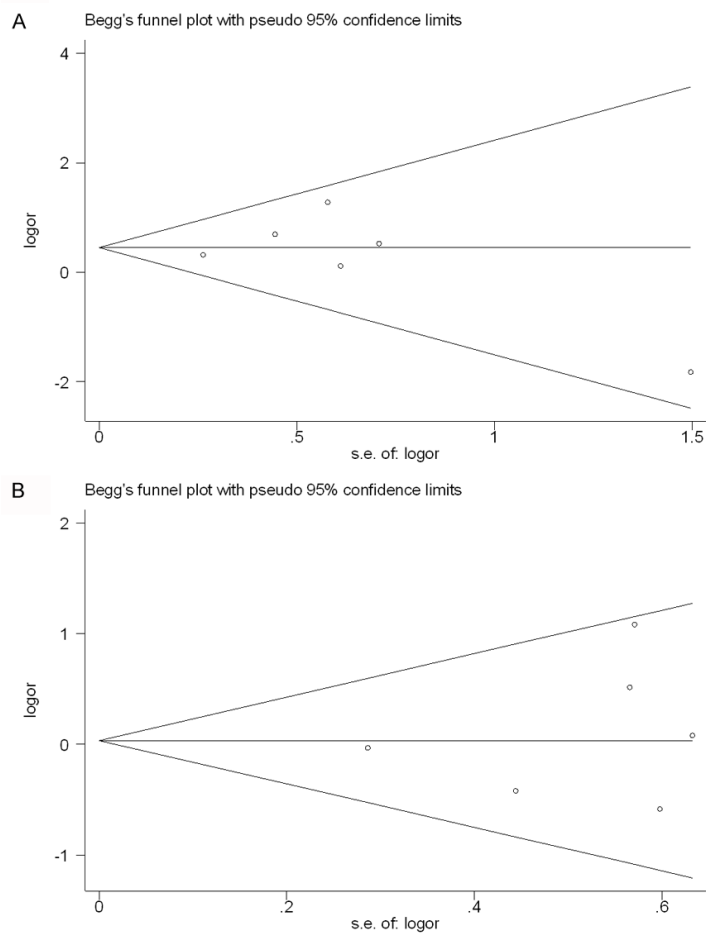 A
Begg's funnel plot with pseudo 95% confidence limits
4
2
0
-2
logor
0 .5 1 1.5
s.e. of: logor
B
Begg's funnel plot with pseudo 95% confidence limits
2
1
0
-1
logor
0 .2 .4 .6
s.e. of: logor